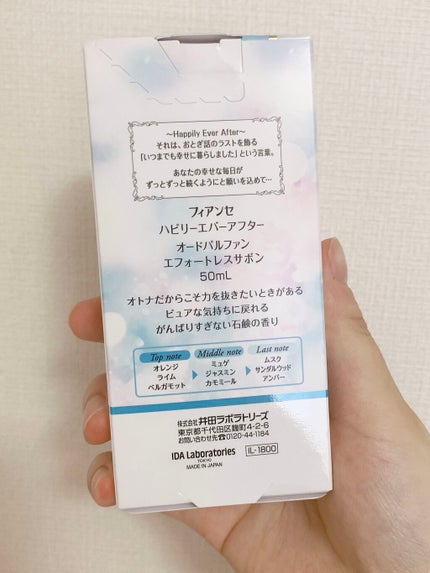 ~Happily Ever After~
それは、おとぎ話のラストを飾る
「いつまでも幸せに暮らしました」という言葉。
あなたの幸せな毎日が
ずっとずっと続くようにと願いを込めて…
フィアンセ
ハピリーエバーアフター
オードパルファン
エフォートレスサボン
50mL
オトナだからこそ力を抜きたいときがある
ピュアな気持ちに戻れる
がんばりすぎない石鹸の香り
Top note
オレンジ
ライム
ベルガモット
Middle note
ミュゲ
ジャスミン
カモミール
Last note
ムスク
サンダルウッド
アンバー
株式会社 井田ラボラトリーズ
東京都千代田区麹町4-2-6
お問い合わせ先☎0120-44-1184
IDA Laboratories
TOKYO
MADE IN JAPAN
IL-1800